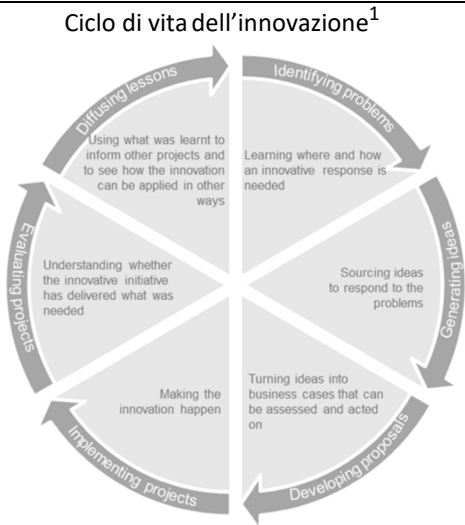 Ciclo di vita dell’innovazione1
Identifying problems
Learning where and how
an innovative response is
needed
Generating ideas
Sourcing ideas
to respond to the
problems
Developing proposals
Turning ideas into
business cases that can
be assessed and acted
on
Implementing projects
Making the
innovation happen
Evaluating projects
Understanding whether
the innovative initiative
has delivered what was
needed
Diffusing lessons
Using what was learnt to
inform other projects and
to see how the innovation
can be applied in other
ways